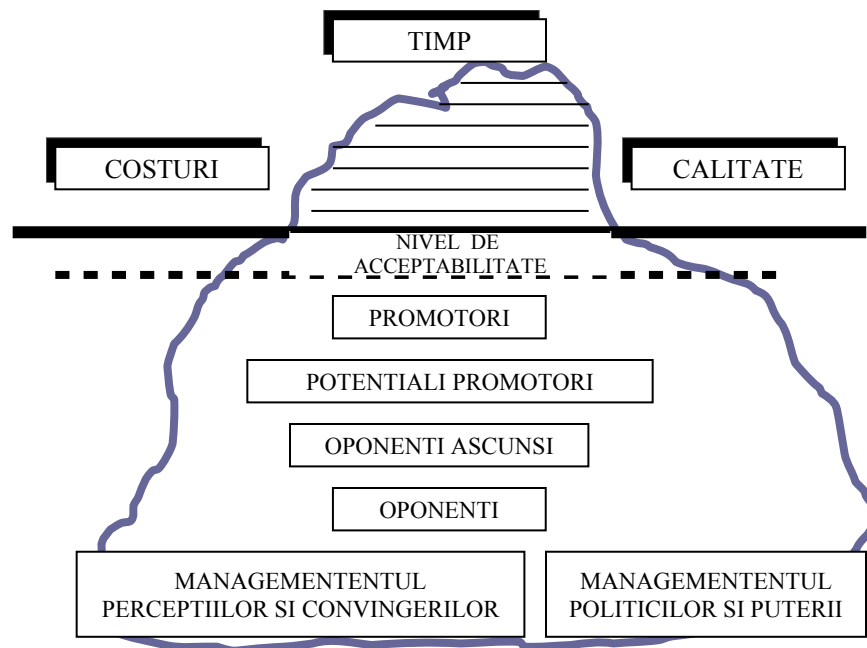 TIMP
COSTURI
CALITATE
NIVEL DE
ACCEPTABILITATE
PROMOTORI
POTENTIALI PROMOTORI
OPONENTI ASCUNSI
OPONENTI
MANAGEMENTENTUL
PERCEPTIILOR SI CONVINGERILOR
MANAGEMENTENTUL
POLITICILOR SI PUTERII